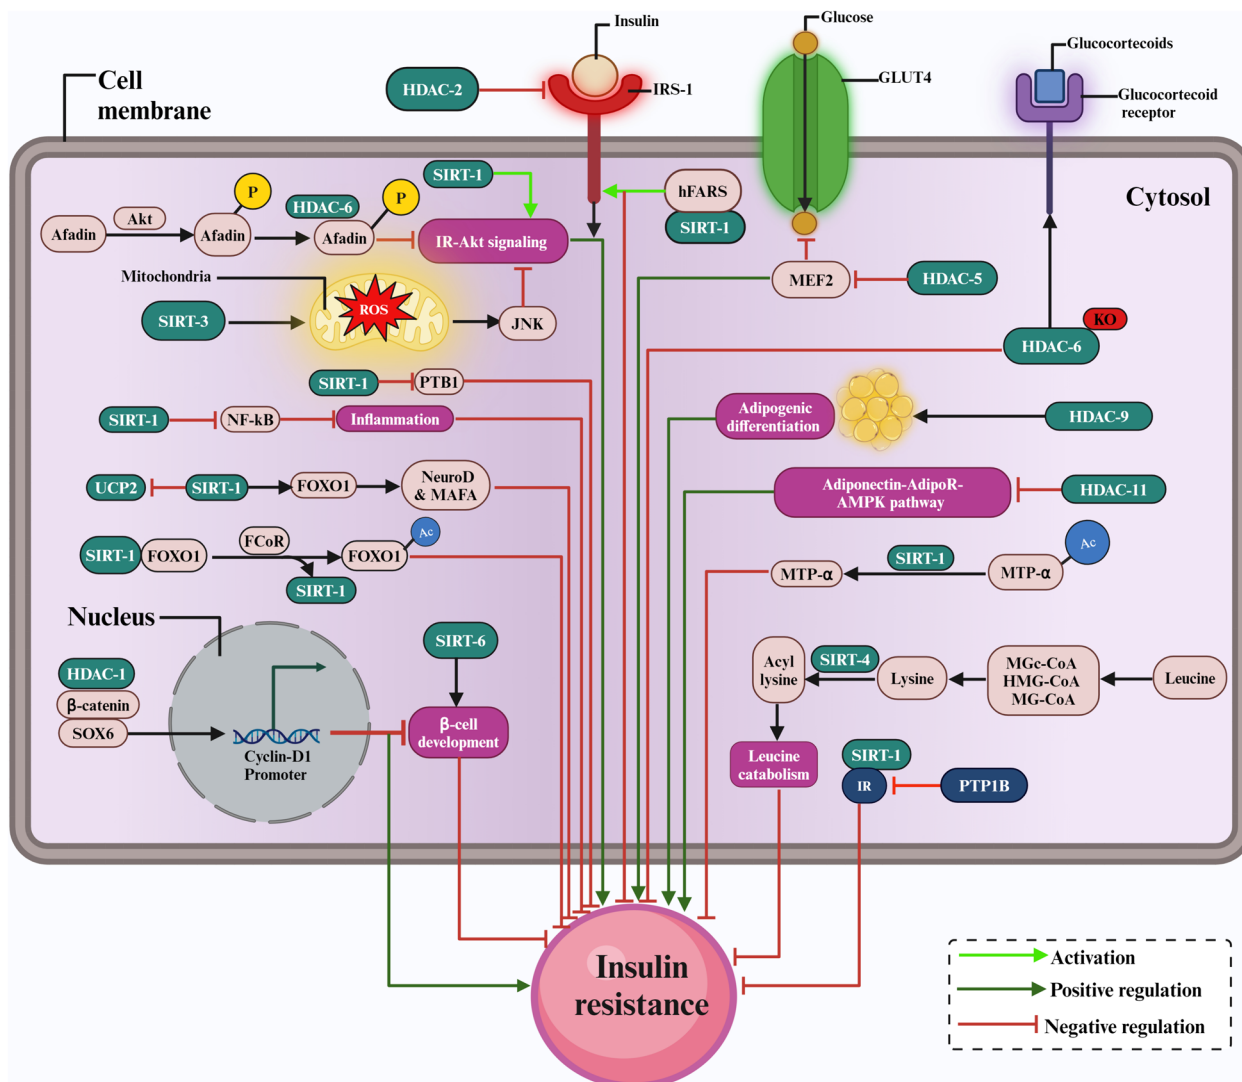 Insulin
Glucose
Glucocortecoids
Cell
membrane
HDAC-2
IRS-1
GLUT4
Glucocortecoid
receptor
P
SIRT-1
hFARS
Cytosol
Akt
HDAC-6
P
Afadin
Afadin
Afadin
IR-Akt signaling
SIRT-1
Mitochondria
MEF2
HDAC-5
ROS
SIRT-3
JNK
KO
HDAC-6
SIRT-1
PTB1
SIRT-1
NF-kB
Inflammation
Adipogenic
differentiation
HDAC-9
UCP2
SIRT-1
FOXO1
NeuroD
& MAFA
Adiponectin-AdipoR-
AMPK pathway
HDAC-11
Ac
Ac
SIRT-1
FOXO1
FCoR
FOXO1
SIRT-1
SIRT-1
MTP-α
MTP-α
Nucleus
SIRT-6
HDAC-1
β-catenin
SOX6
Cyclin-D1
Promoter
β-cell
development
Acyl
lysine
SIRT-4
Lysine
MGc-CoA
HMG-CoA
MG-CoA
Leucine
Leucine
catabolism
SIRT-1
IR
PTP1B
Insulin
resistance
Activation
Positive regulation
Negative regulation